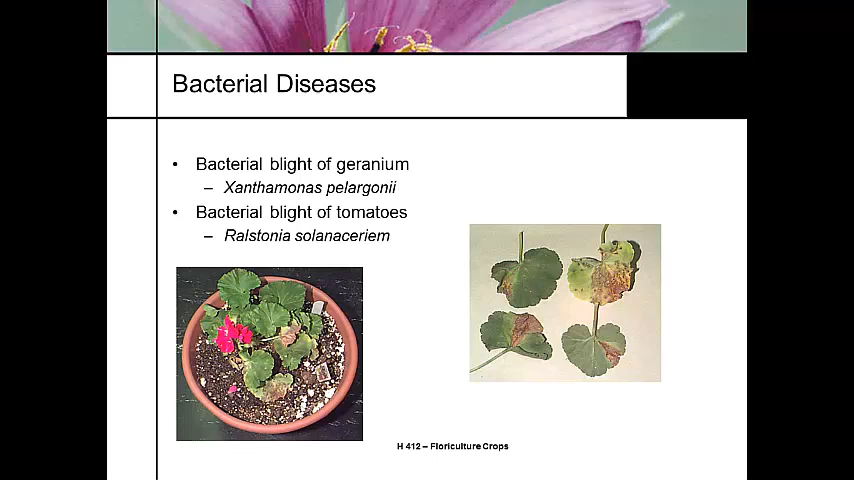 Bacterial Diseases
• Bacterial blight of geranium
– Xanthamonas pelargonii
• Bacterial blight of tomatoes
– Ralstonia solanaceriem
H 412 – Floriculture Crops